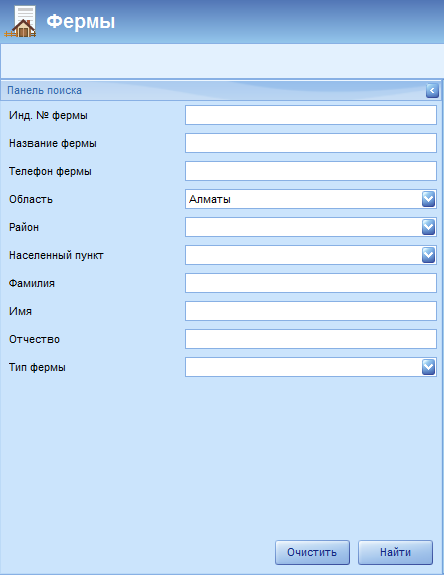 Фермы
Панель поиска
Инд. № фермы
Название фермы
Телефон фермы
Область Алматы
Район
Населенный пункт
Фамилия
Имя
Отчество
Тип фермы
Очистить Найти